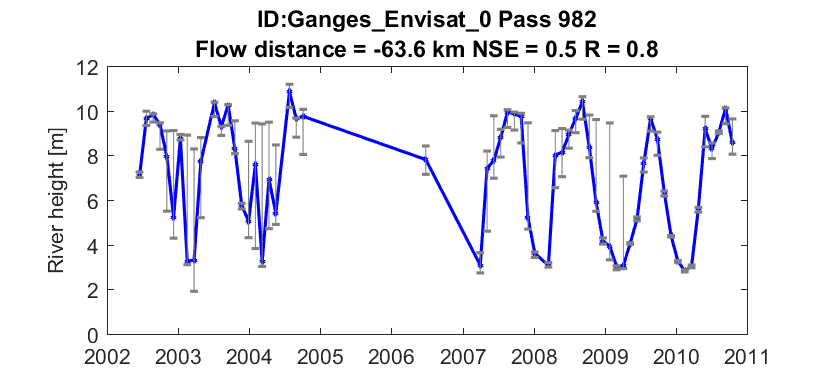 ID:Ganges_Envisat_0 Pass 982
Flow distance = -63.6 km NSE = 0.5 R = 0.8
12
10
8
6
4
2
0
River height [m]
2002 2003 2004 2005 2006 2007 2008 2009 2010 2011